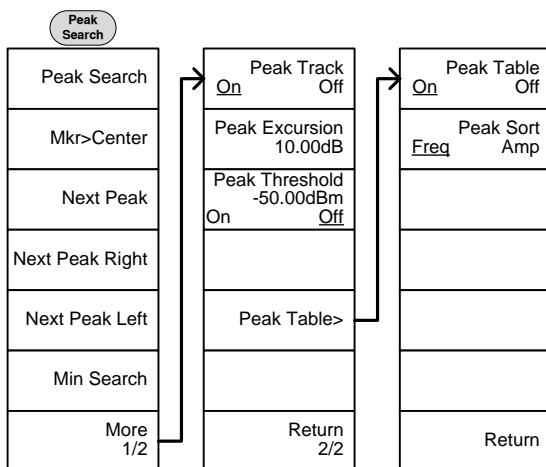 Peak
Search
Peak Search
Mkr>Center
Next Peak
Next Peak Right
Next Peak Left
Min Search
More
1/2
Peak Track
On Off
Peak Excursion
10.00dB
Peak Threshold
-50.00dBm
On Off
Peak Table>
Return
2/2
Peak Table
On Off
Peak Sort
Freq Amp
Return